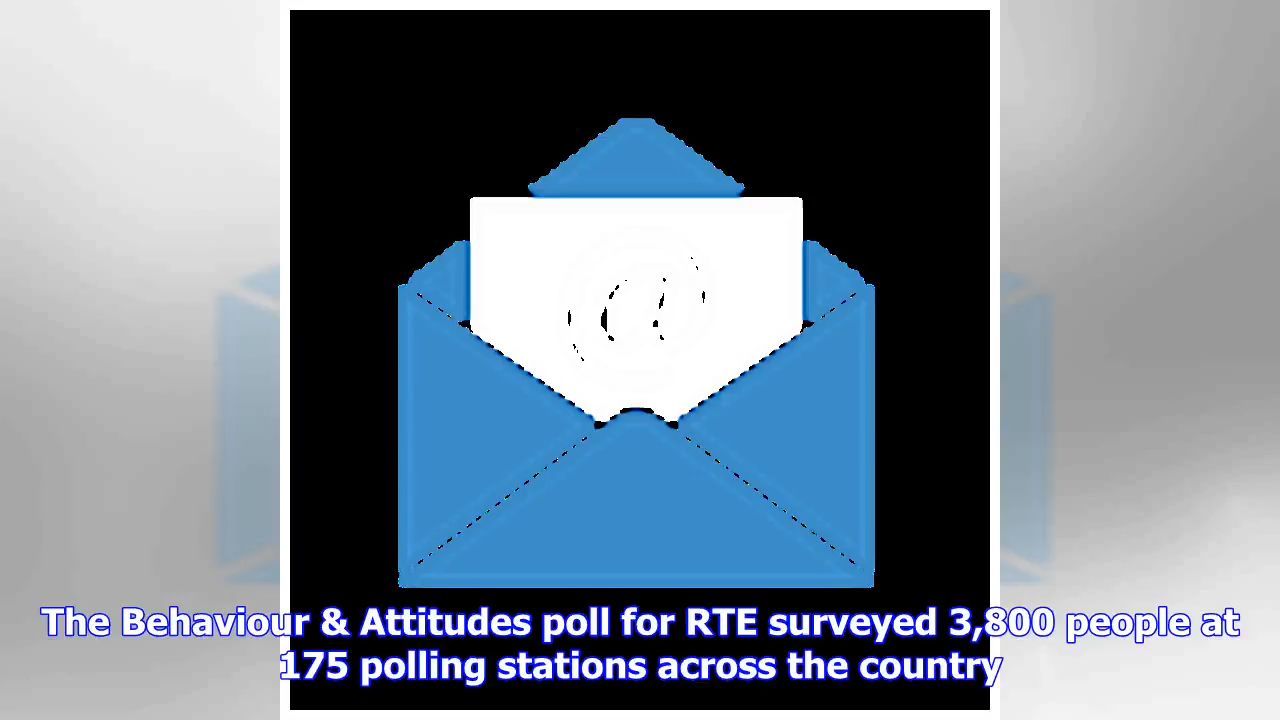 @
The Behaviour & Attitudes poll for RTE surveyed 3,800 people at
175 polling stations across the country